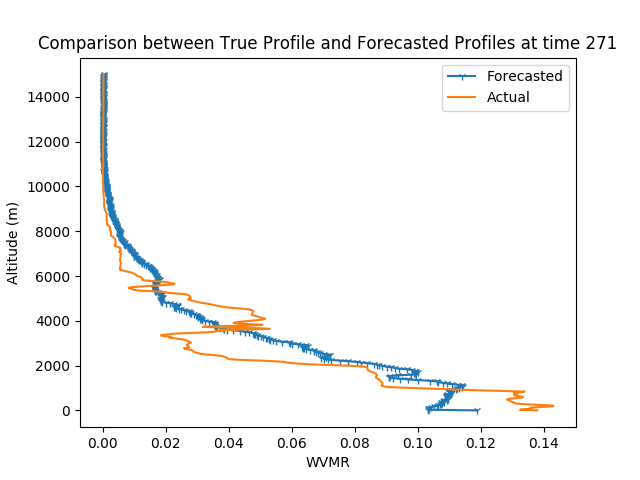 Comparison between True Profile and Forecasted Profiles at time 271
Forecasted
Actual
14000
12000
10000
8000
6000
4000
2000
0
Altitude (m)
0.00 0.02 0.04 0.06 0.08 0.10 0.12 0.14
WVMR